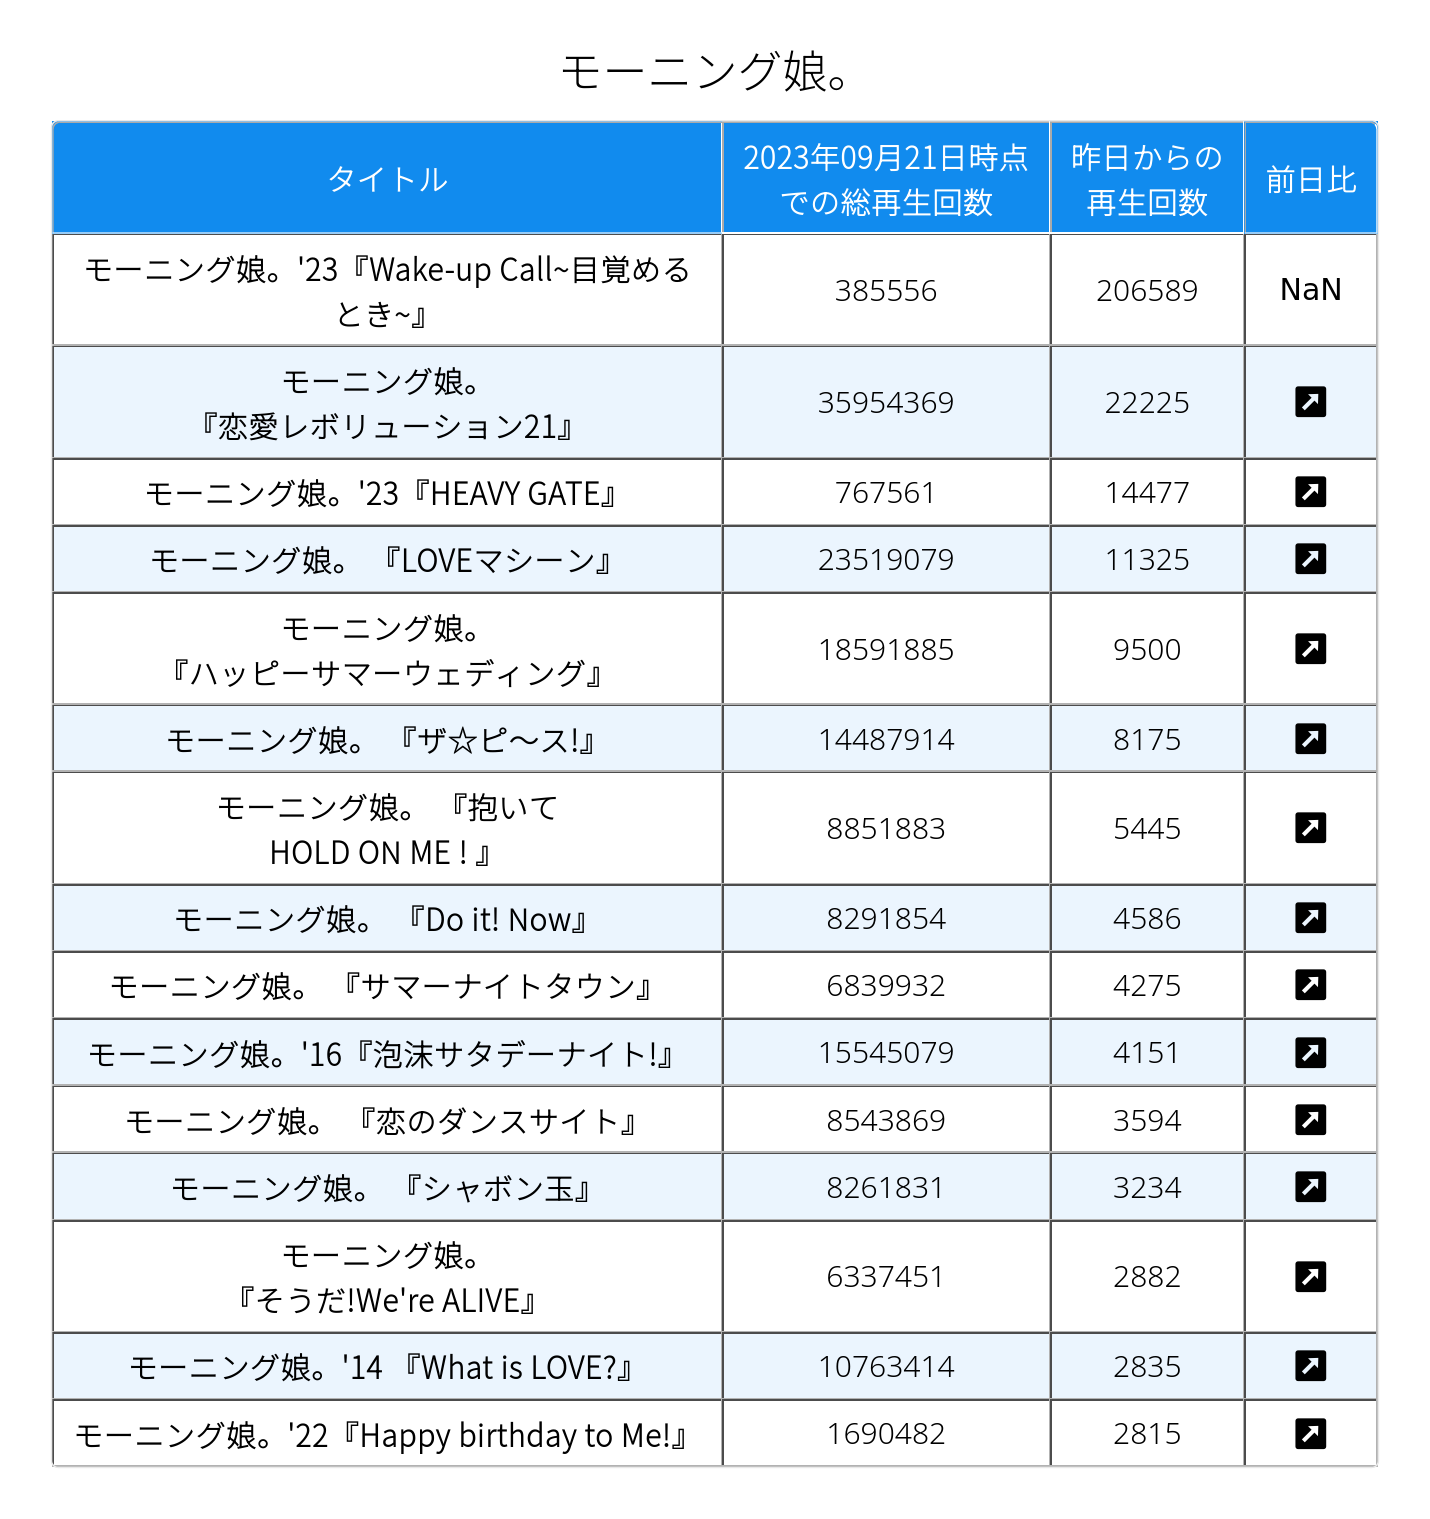 モーニング娘。
タイトル
2023年09月21日時点
での総再生回数
昨日からの
再生回数
前日比
モーニング娘。'23『Wake-up Call~目覚める
とき~』
385556
206589
NaN
モーニング娘。
『恋愛レボリューション21』
35954369
22225
モーニング娘。'23『HEAVY GATE』
767561
14477
モーニング娘。 『LOVEマシーン』
23519079
11325
モーニング娘。
『ハッピーサマーウェディング』
18591885
9500
モーニング娘。 『ザ☆ピ〜ス!』
14487914
8175
モーニング娘。 『抱いて
HOLD ON ME ! 』
8851883
5445
モーニング娘。 『Do it! Now』
8291854
4586
モーニング娘。 『サマーナイトタウン』
6839932
4275
モーニング娘。'16『泡沫サタデーナイト!』
15545079
4151
モーニング娘。 『恋のダンスサイト』
8543869
3594
モーニング娘。 『シャボン玉』
8261831
3234
モーニング娘。
『そうだ!We're ALIVE』
6337451
2882
モーニング娘。'14 『What is LOVE?』
10763414
2835
モーニング娘。'22『Happy birthday to Me!』
1690482
2815